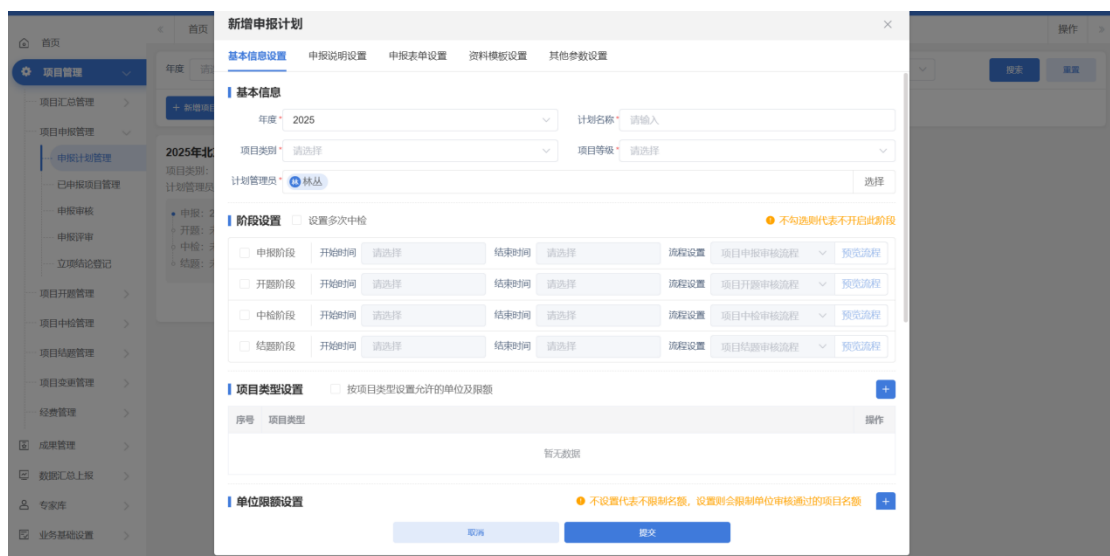 首页
项目管理
项目汇总管理
项目申报管理
申报计划管理
已申报项目管理
申报审核
申报评审
立项结论登记
项目开题管理
项目中检管理
项目结题管理
项目变更管理
经费管理
成果管理
数据汇总上报
专家库
业务基础设置
首页
操作
年度
搜索
重置
+ 新增项目
2025年北
项目类别：
计划管理员
申报：2
开题：
中检：
结题：
新增申报计划
基本信息设置 申报说明设置 申报表单设置 资料模板设置 其他参数设置
基本信息
年度* 2025 计划名称* 请输入
项目类别* 请选择 项目等级* 请选择
计划管理员* 林 林丛 选择
阶段设置 设置多次中检 不勾选则代表不开启此阶段
申报阶段 开始时间 请选择 结束时间 请选择 流程设置 项目申报审核流程 预览流程
开题阶段 开始时间 请选择 结束时间 请选择 流程设置 项目开题审核流程 预览流程
中检阶段 开始时间 请选择 结束时间 请选择 流程设置 项目中检审核流程 预览流程
结题阶段 开始时间 请选择 结束时间 请选择 流程设置 项目结题审核流程 预览流程
项目类型设置 按项目类型设置允许的单位及限额 +
序号 项目类型 操作
暂无数据
单位限额设置 不设置代表不限制名额，设置则会限制单位审核通过的项目名额 +
取消 提交